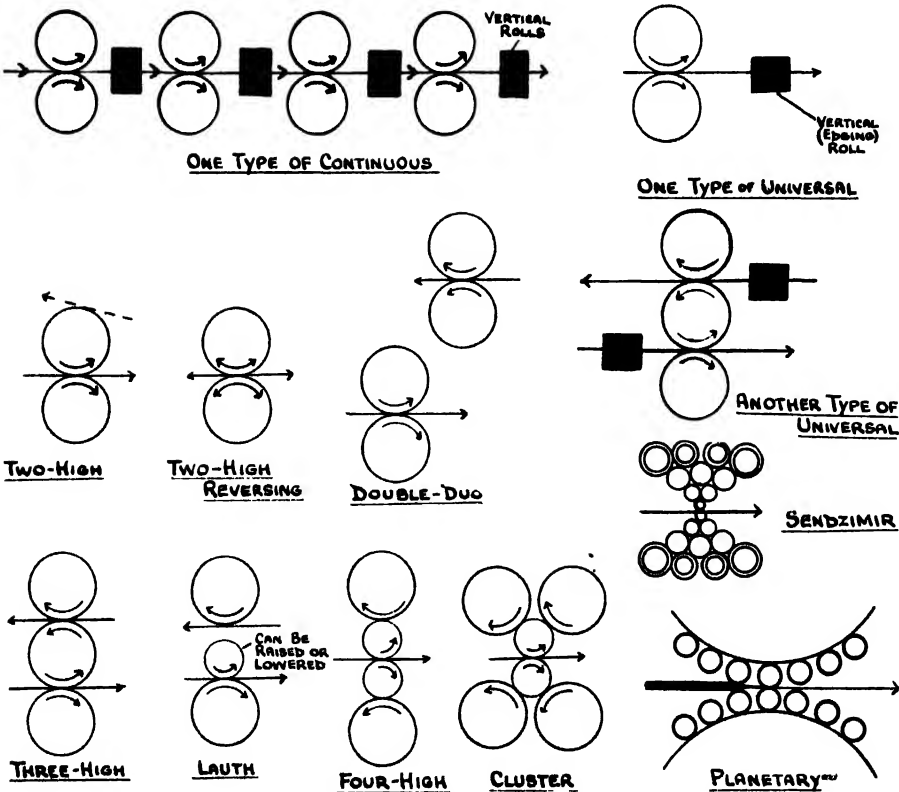 VERTICAL
ROLLS
ONE TYPE OF CONTINUOUS
VERTICAL
(EDGING)
ROLL
ONE TYPE OF UNIVERSAL
ANOTHER TYPE OF
UNIVERSAL
TWO-HIGH
TWO-HIGH
REVERSING
DOUBLE-DUO
SENDZIMIR
CAN BE
RAISED OR
LOWERED
THREE-HIGH
LAUTH
FOUR-HIGH
CLUSTER
PLANETARY